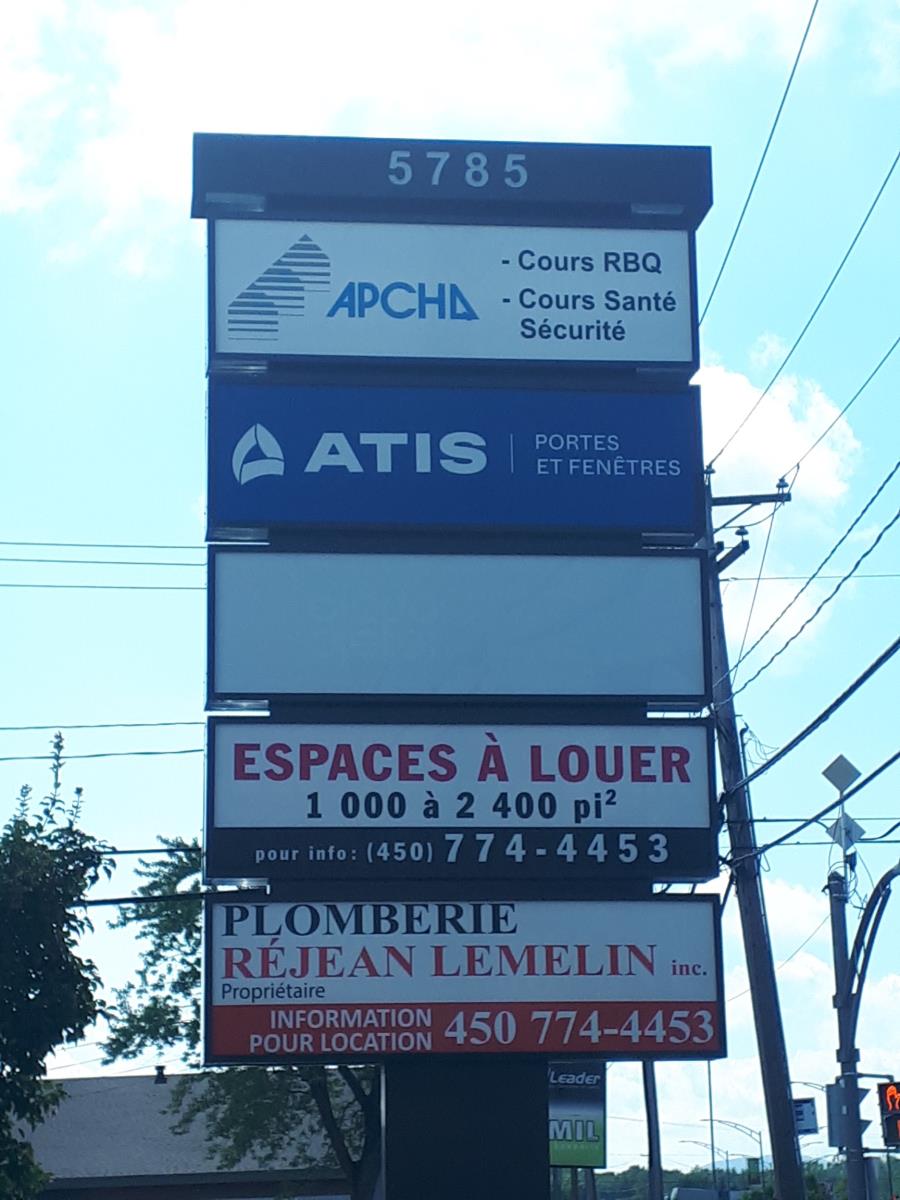 5785
APCHQ
- Cours RBQ
- Cours Santé
Sécurité
ATIS
PORTES
ET FENÊTRES
ESPACES À LOUER
1 000 à 2 400 pi²
pour info: (450) 774-4453
PLOMBERIE
RÉJEAN LEMELIN inc.
Propriétaire
INFORMATION
POUR LOCATION
450 774-4453
Leader
MIL